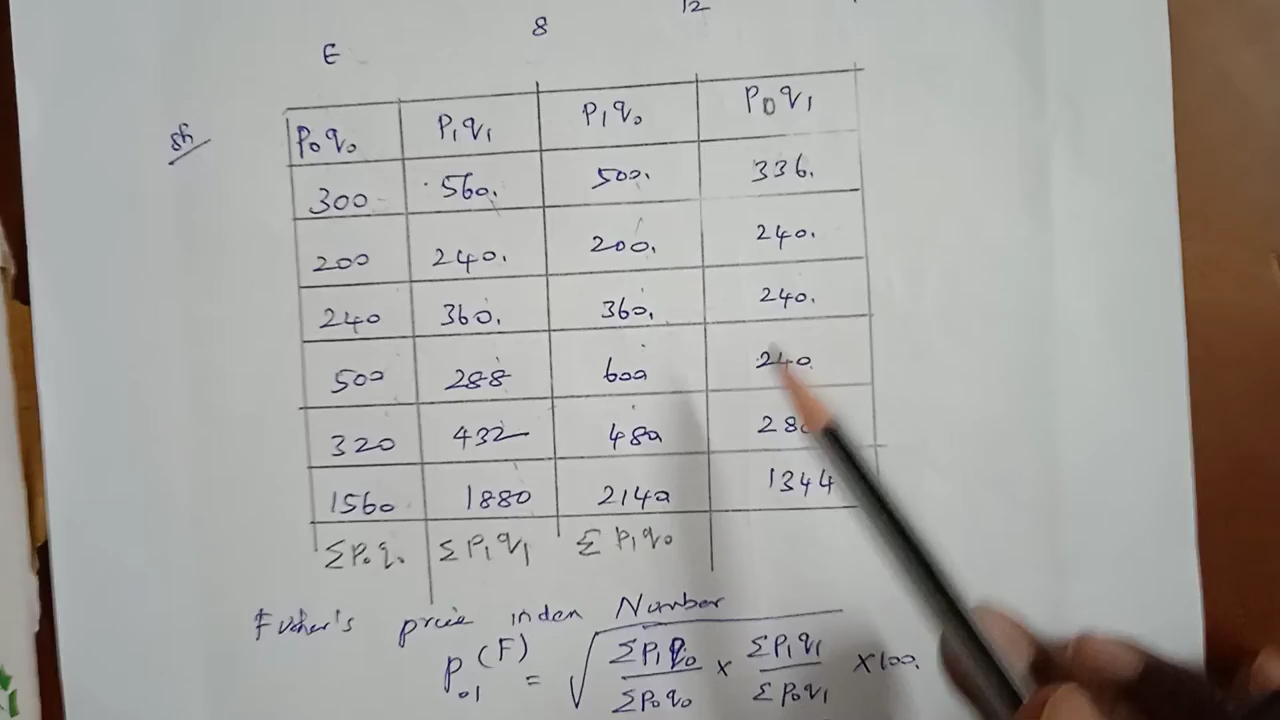 12
E 8
P₀q₀ P₁q₁ P₁q₀ P₀q₁
300 560. 500. 336.
200 240. 200. 240.
240 360. 360. 240.
500 288 600 240.
320 432 480
1560 1880 2140 1344
ΣP₀q₀ ΣP₁q₁ ΣP₁q₀
Fisher's price index Number
P₀₁(F) = √ ΣP₁q₀/ΣP₀q₀ × ΣP₁q₁/ΣP₀q₁ ×100.